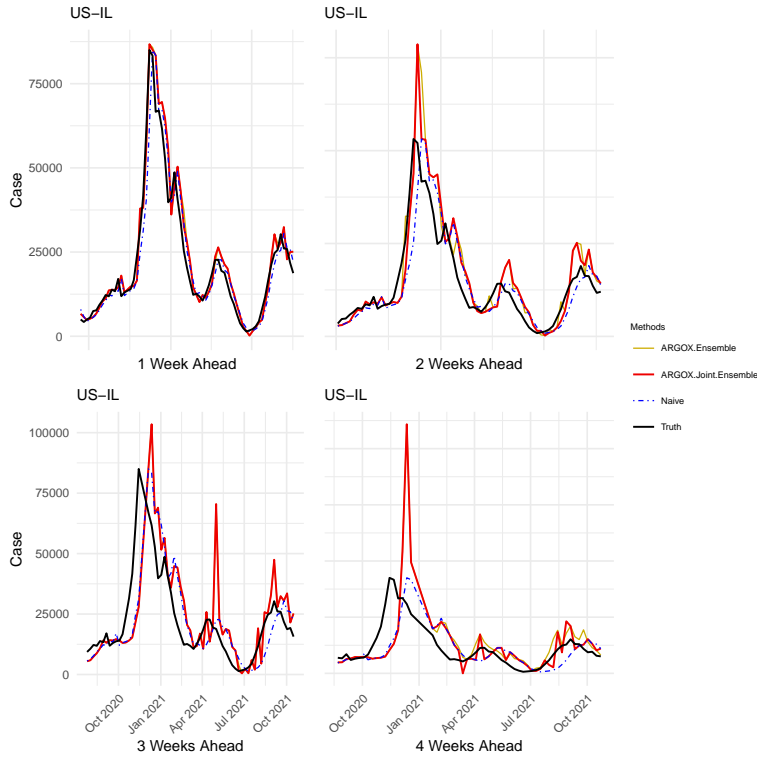 US−IL
US−IL
Case
75000
50000
25000
0
1 Week Ahead
2 Weeks Ahead
Methods
ARGOX.Ensemble
ARGOX.Joint.Ensemble
Naive
Truth
US−IL
US−IL
Case
100000
75000
50000
25000
0
Oct 2020
Jan 2021
Apr 2021
Jul 2021
Oct 2021
Oct 2020
Jan 2021
Apr 2021
Jul 2021
Oct 2021
3 Weeks Ahead
4 Weeks Ahead